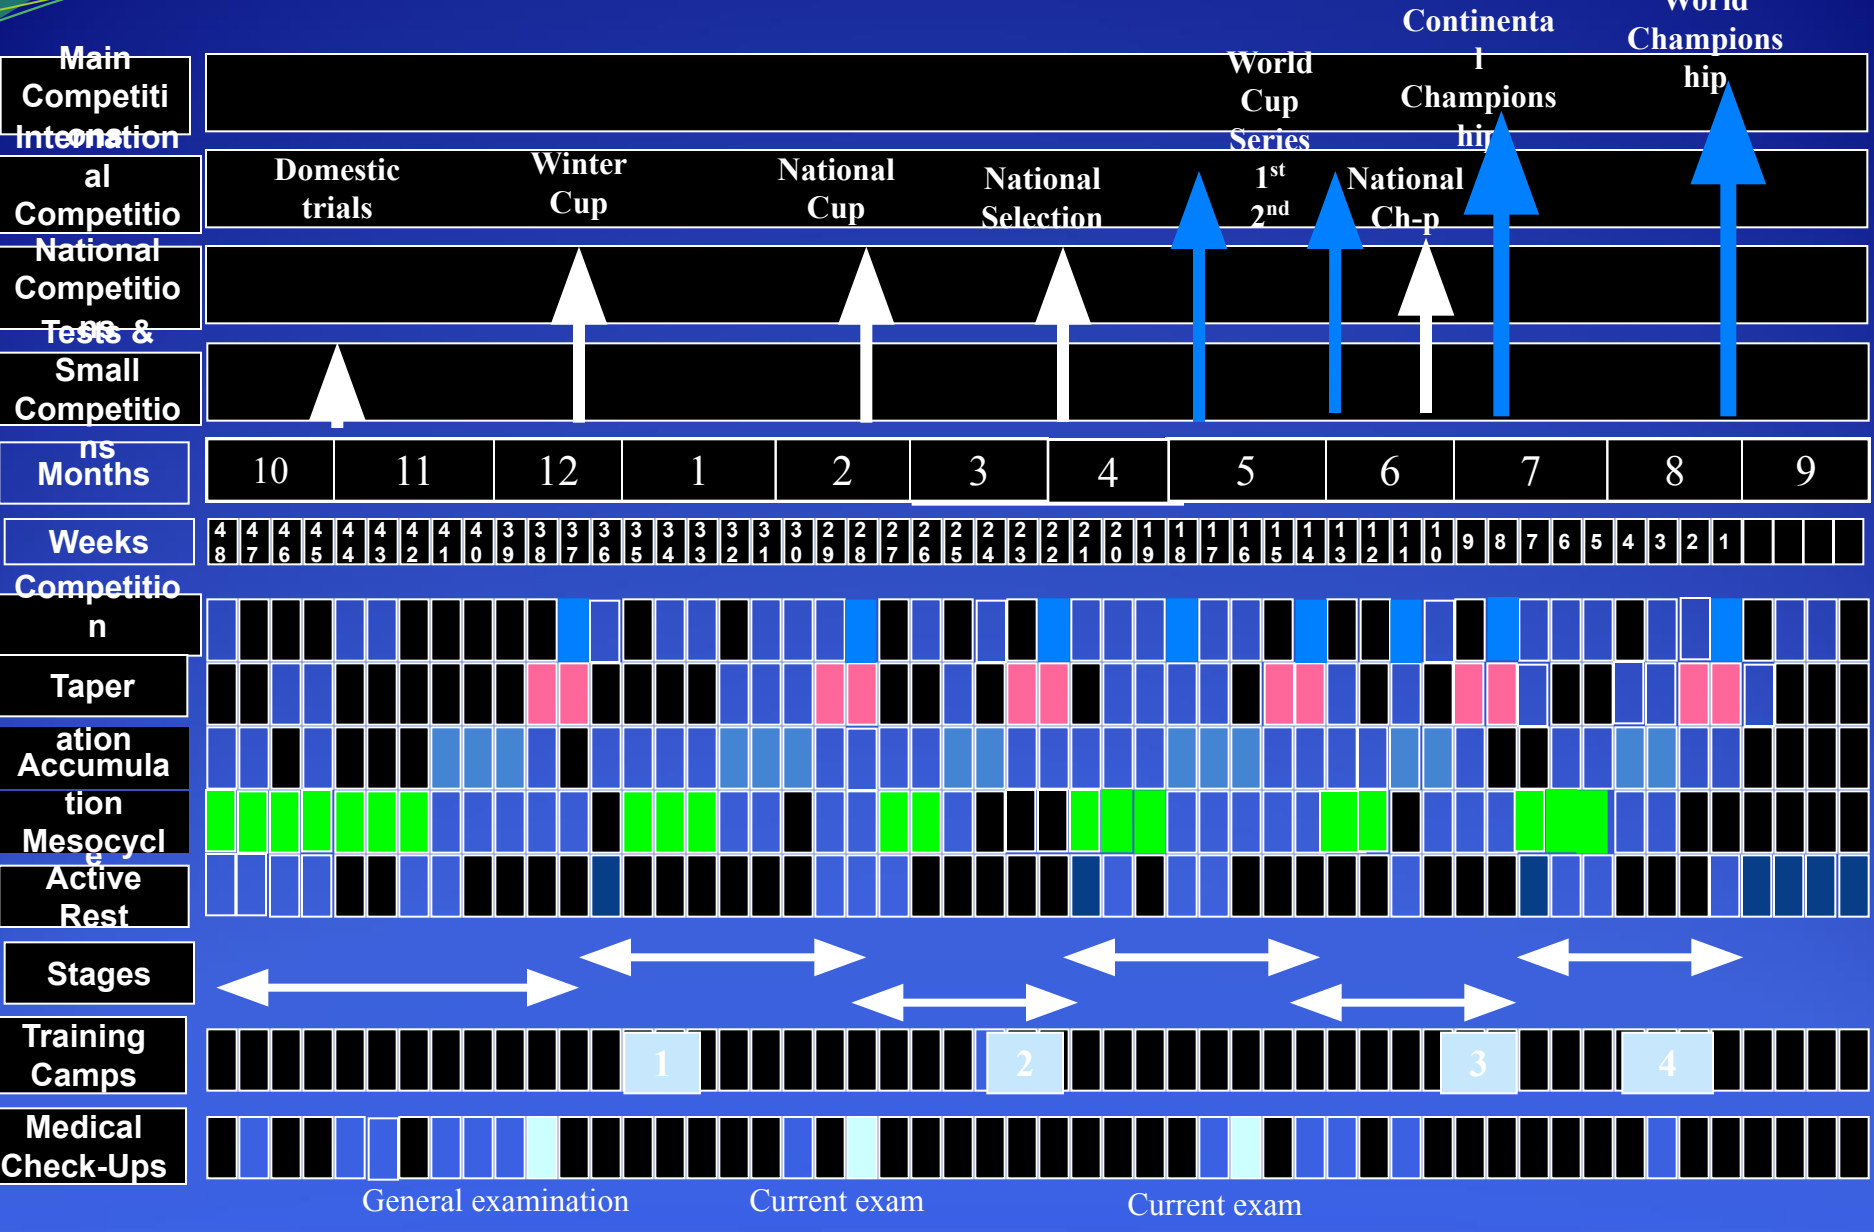 World
Champions
hip
Continenta
l
Champions
hip
World
Cup
Series
1st
2nd
Main
Competiti
ons
Internation
al
Competitio
Domestic
trials
Winter
Cup
National
Cup
National
Selection
National
Ch-p
National
Competitio
ns
Tests &
Small
Competitio
ns
Months
10 11 12 1 2 3 4 5 6 7 8 9
Weeks
48 47 46 45 44 43 42 41 40 39 38 37 36 35 34 33 32 31 30 29 28 27 26 25 24 23 22 21 20 19 18 17 16 15 14 13 12 11 10 9 8 7 6 5 4 3 2 1
Competitio
n
Taper
ation
Accumula
tion
Mesocycl
e
Active
Rest
Stages
Training
Camps
1 2 3 4
Medical
Check-Ups
General examination
Current exam
Current exam